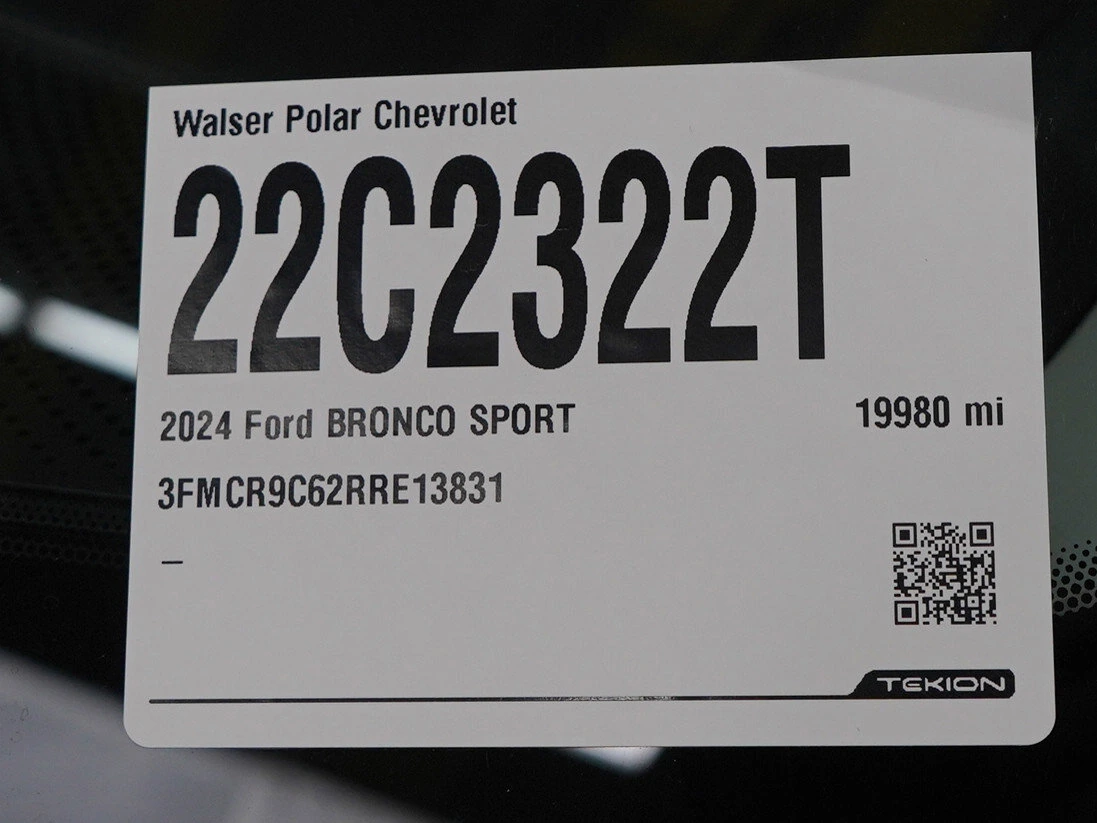 Walser Polar Chevrolet
22C2322T
2024 Ford BRONCO SPORT
19980 mi
3FMCR9C62RRE13831
–
TEKION